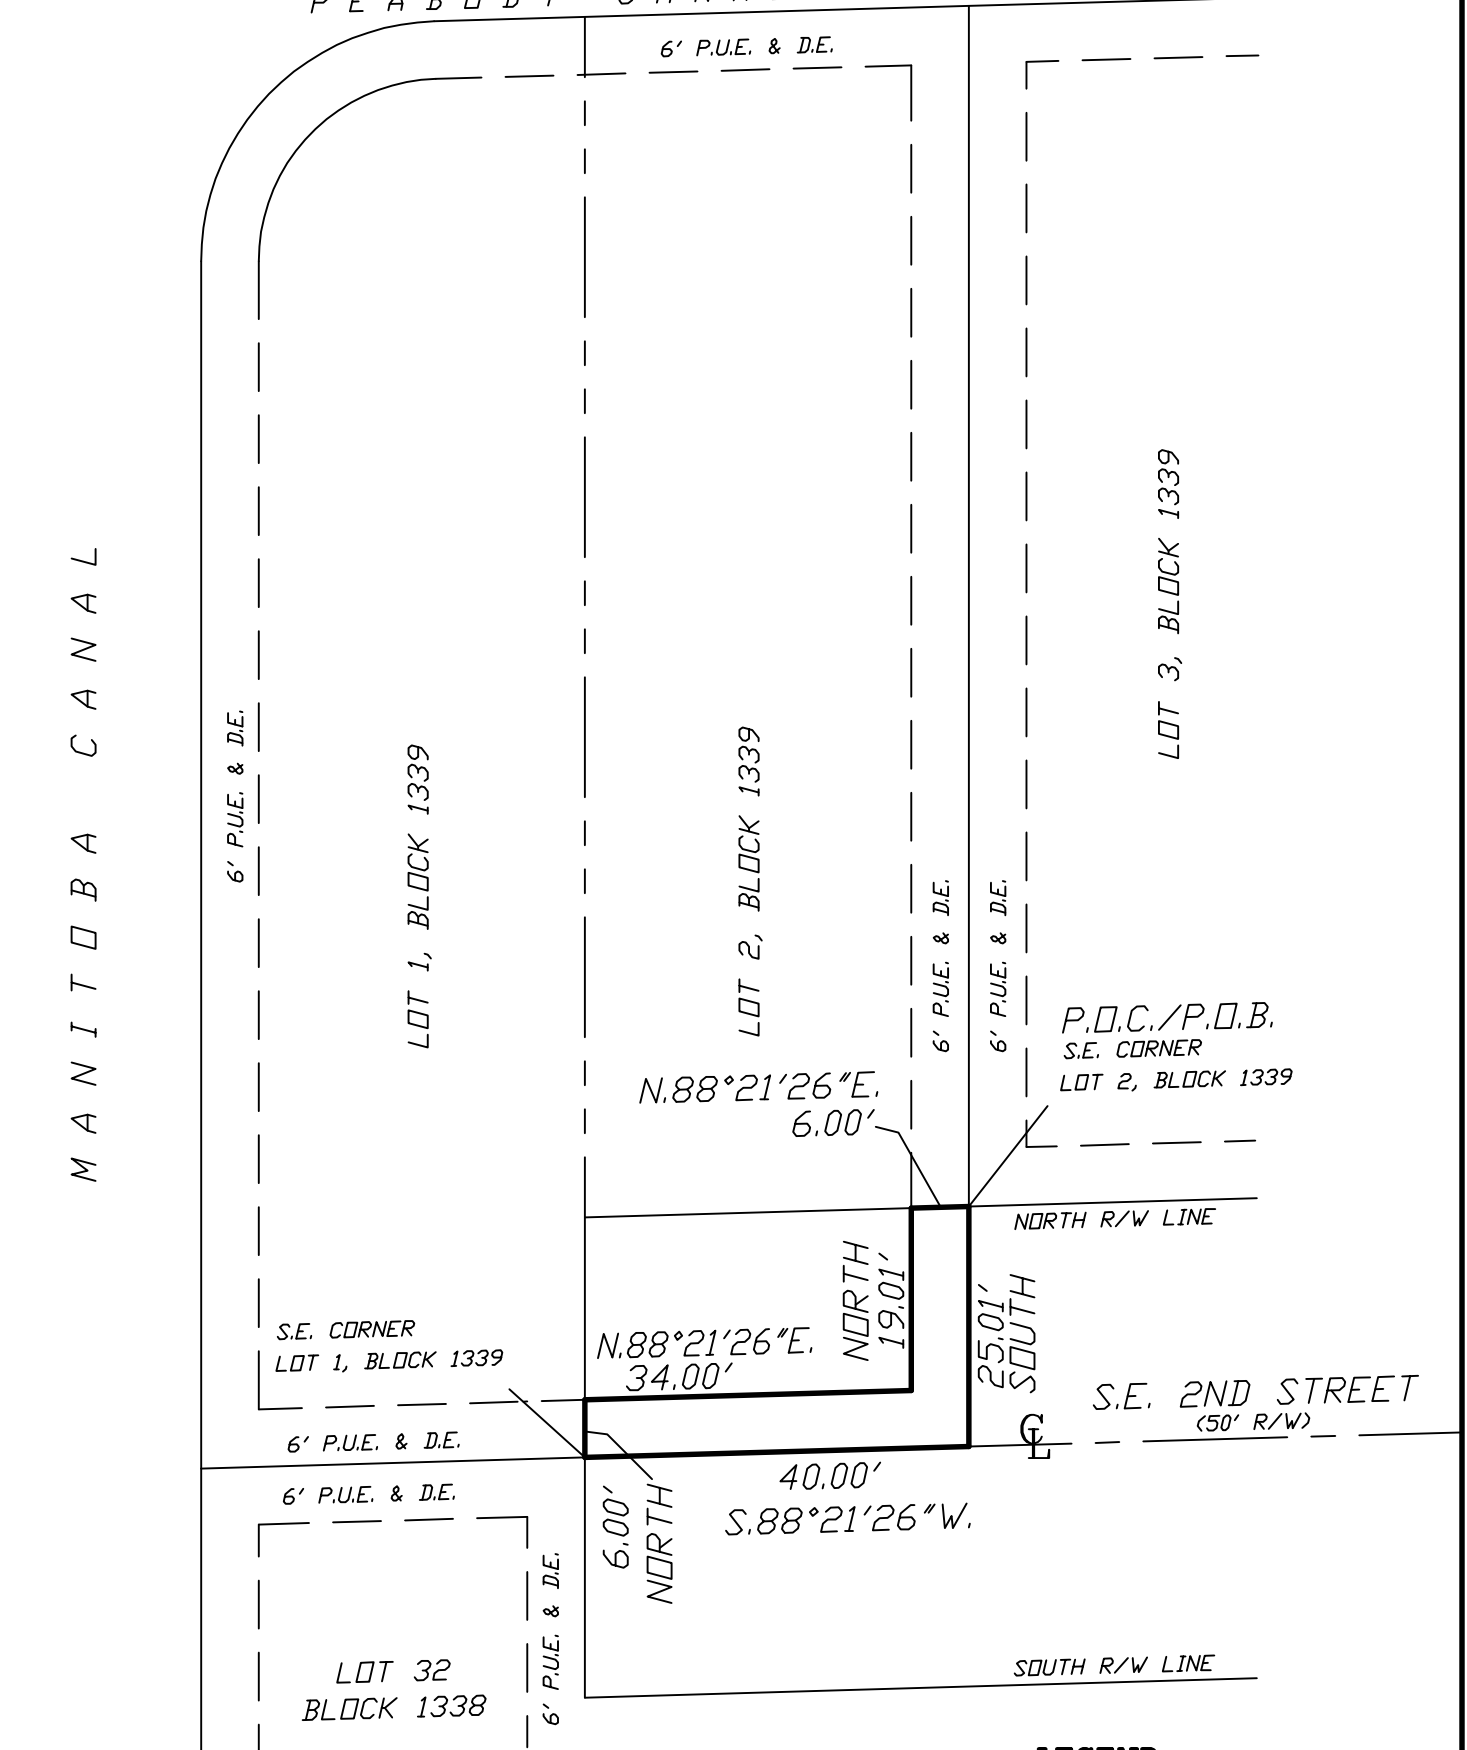 6' P.U.E. & D.E.
MANITOBA CANAL
6' P.U.E. & D.E.
LOT 1, BLOCK 1339
LOT 2, BLOCK 1339
6' P.U.E. & D.E.
6' P.U.E. & D.E.
LOT 3, BLOCK 1339
P.O.C./P.O.B.
S.E. CORNER
LOT 2, BLOCK 1339
N.88°21'26"E.
6.00'
NORTH R/W LINE
NORTH
19.01'
25.01'
SOUTH
S.E. CORNER
LOT 1, BLOCK 1339
N.88°21'26"E.
34.00'
S.E. 2ND STREET
(50' R/W)
CL
6' P.U.E. & D.E.
40.00'
S.88°21'26"W.
6.00'
NORTH
6' P.U.E. & D.E.
6' P.U.E. & D.E.
LOT 32
BLOCK 1338
SOUTH R/W LINE